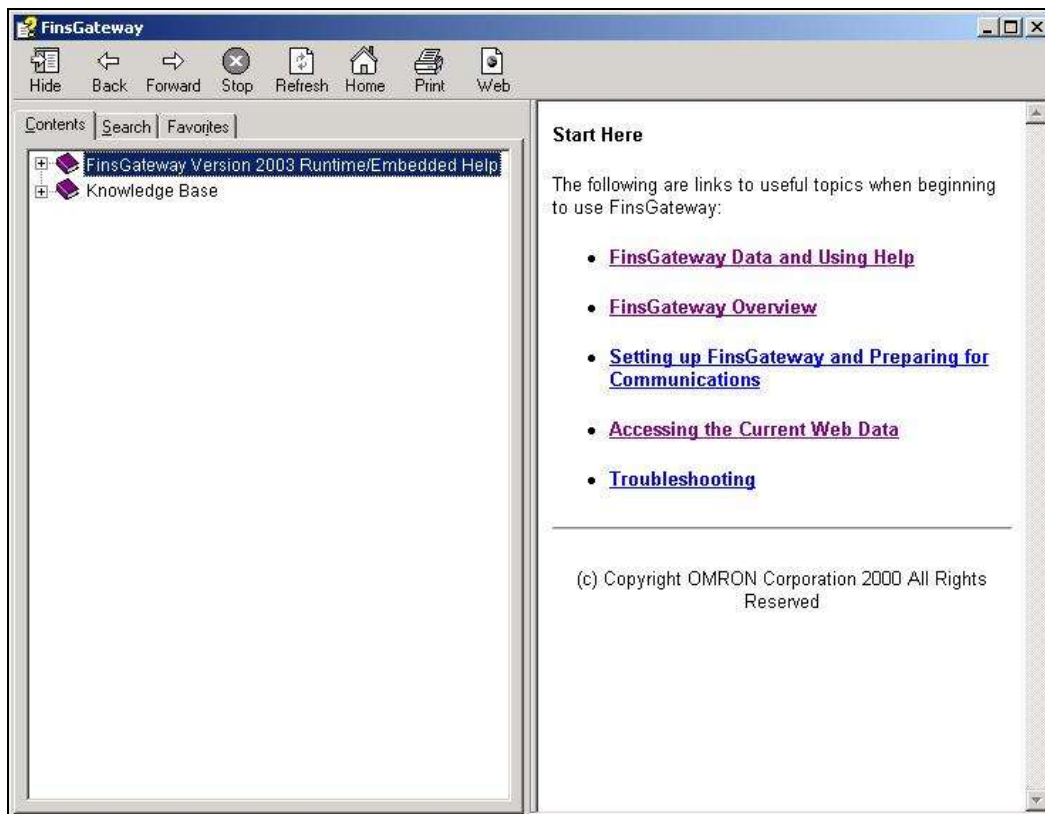 FinsGateway
Hide Back Forward Stop Refresh Home Print Web
Contents Search Favorites
FinsGateway Version 2003 Runtime/Embedded Help
Knowledge Base
Start Here
The following are links to useful topics when beginning
to use FinsGateway:
FinsGateway Data and Using Help
FinsGateway Overview
Setting up FinsGateway and Preparing for
Communications
Accessing the Current Web Data
Troubleshooting
(c) Copyright OMRON Corporation 2000 All Rights
Reserved